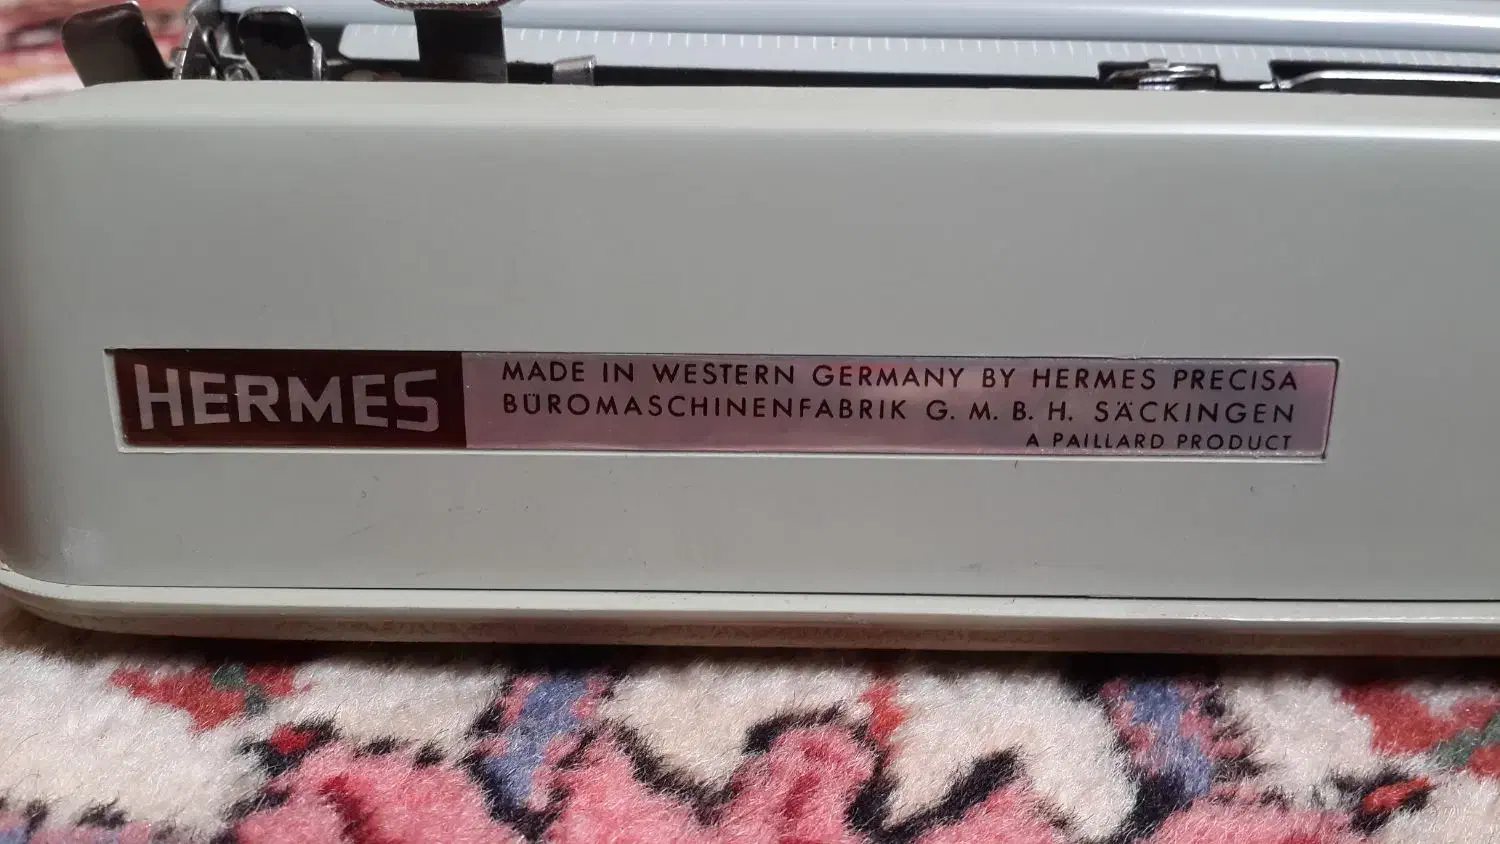 HERMES
MADE IN WESTERN GERMANY BY HERMES PRECISA
BÜROMASCHINENFABRIK G. M. B. H. SÄCKINGEN
A PAILLARD PRODUCT